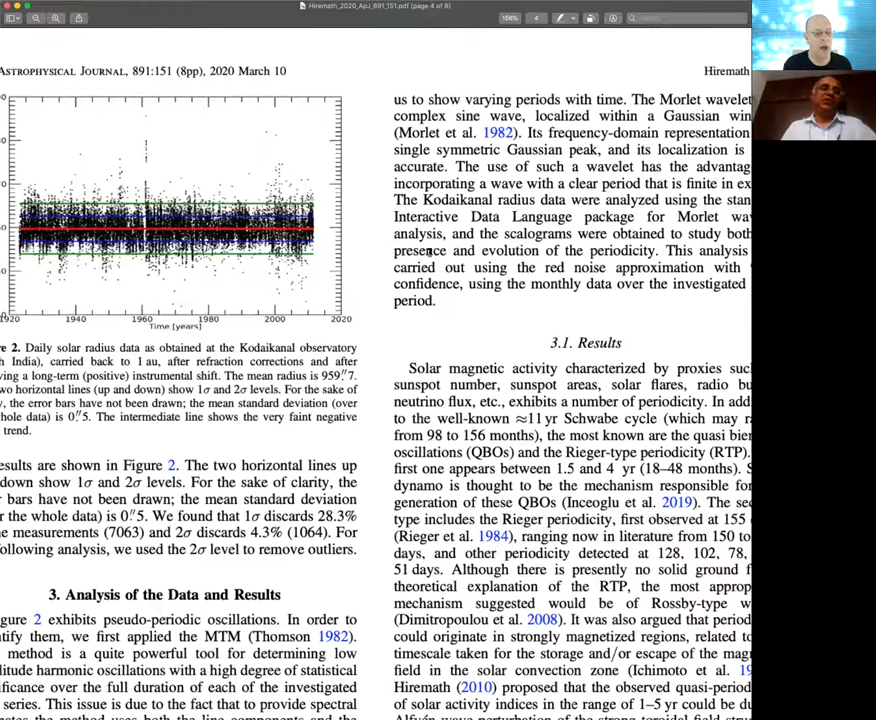 Hiremath_2020_ApJ_891_151.pdf (page 4 of 8)
158%
4
Search
ASTROPHYSICAL JOURNAL, 891:151 (8pp), 2020 March 10
Hiremath
1920
1940
1960
1980
2000
2020
Time [years]
e 2. Daily solar radius data as obtained at the Kodaikanal observatory
h India), carried back to 1 au, after refraction corrections and after
ving a long-term (positive) instrumental shift. The mean radius is 959.″7.
wo horizontal lines (up and down) show 1σ and 2σ levels. For the sake of
y, the error bars have not been drawn; the mean standard deviation (over
hole data) is 0.″5. The intermediate line shows the very faint negative
trend.
esults are shown in Figure 2. The two horizontal lines up
down show 1σ and 2σ levels. For the sake of clarity, the
r bars have not been drawn; the mean standard deviation
r the whole data) is 0.″5. We found that 1σ discards 28.3%
e measurements (7063) and 2σ discards 4.3% (1064). For
ollowing analysis, we used the 2σ level to remove outliers.
3. Analysis of the Data and Results
gure 2 exhibits pseudo-periodic oscillations. In order to
tify them, we first applied the MTM (Thomson 1982).
method is a quite powerful tool for determining low
litude harmonic oscillations with a high degree of statistical
ificance over the full duration of each of the investigated
series. This issue is due to the fact that to provide spectral
us to show varying periods with time. The Morlet wavelet
complex sine wave, localized within a Gaussian win
(Morlet et al. 1982). Its frequency-domain representation
single symmetric Gaussian peak, and its localization is
accurate. The use of such a wavelet has the advantag
incorporating a wave with a clear period that is finite in ex
The Kodaikanal radius data were analyzed using the stan
Interactive Data Language package for Morlet wa
analysis, and the scalograms were obtained to study both
presence and evolution of the periodicity. This analysis
carried out using the red noise approximation with
confidence, using the monthly data over the investigated
period.
3.1. Results
Solar magnetic activity characterized by proxies suc
sunspot number, sunspot areas, solar flares, radio bu
neutrino flux, etc., exhibits a number of periodicity. In add
to the well-known ≈11 yr Schwabe cycle (which may r
from 98 to 156 months), the most known are the quasi bien
oscillations (QBOs) and the Rieger-type periodicity (RTP).
first one appears between 1.5 and 4 yr (18–48 months). S
dynamo is thought to be the mechanism responsible for
generation of these QBOs (Inceoglu et al. 2019). The sec
type includes the Rieger periodicity, first observed at 155
(Rieger et al. 1984), ranging now in literature from 150 to
days, and other periodicity detected at 128, 102, 78,
51 days. Although there is presently no solid ground f
theoretical explanation of the RTP, the most approp
mechanism suggested would be of Rossby-type w
(Dimitropoulou et al. 2008). It was also argued that period
could originate in strongly magnetized regions, related to
timescale taken for the storage and/or escape of the mag
field in the solar convection zone (Ichimoto et al. 19
Hiremath (2010) proposed that the observed quasi-period
of solar activity indices in the range of 1–5 yr could be du